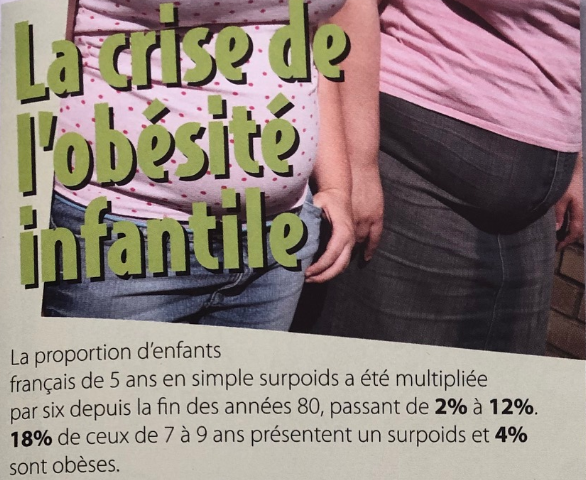 La crise de
l'obésité
infantile
La proportion d'enfants
français de 5 ans en simple surpoids a été multipliée
par six depuis la fin des années 80, passant de 2% à 12%.
18% de ceux de 7 à 9 ans présentent un surpoids et 4%
sont obèses.